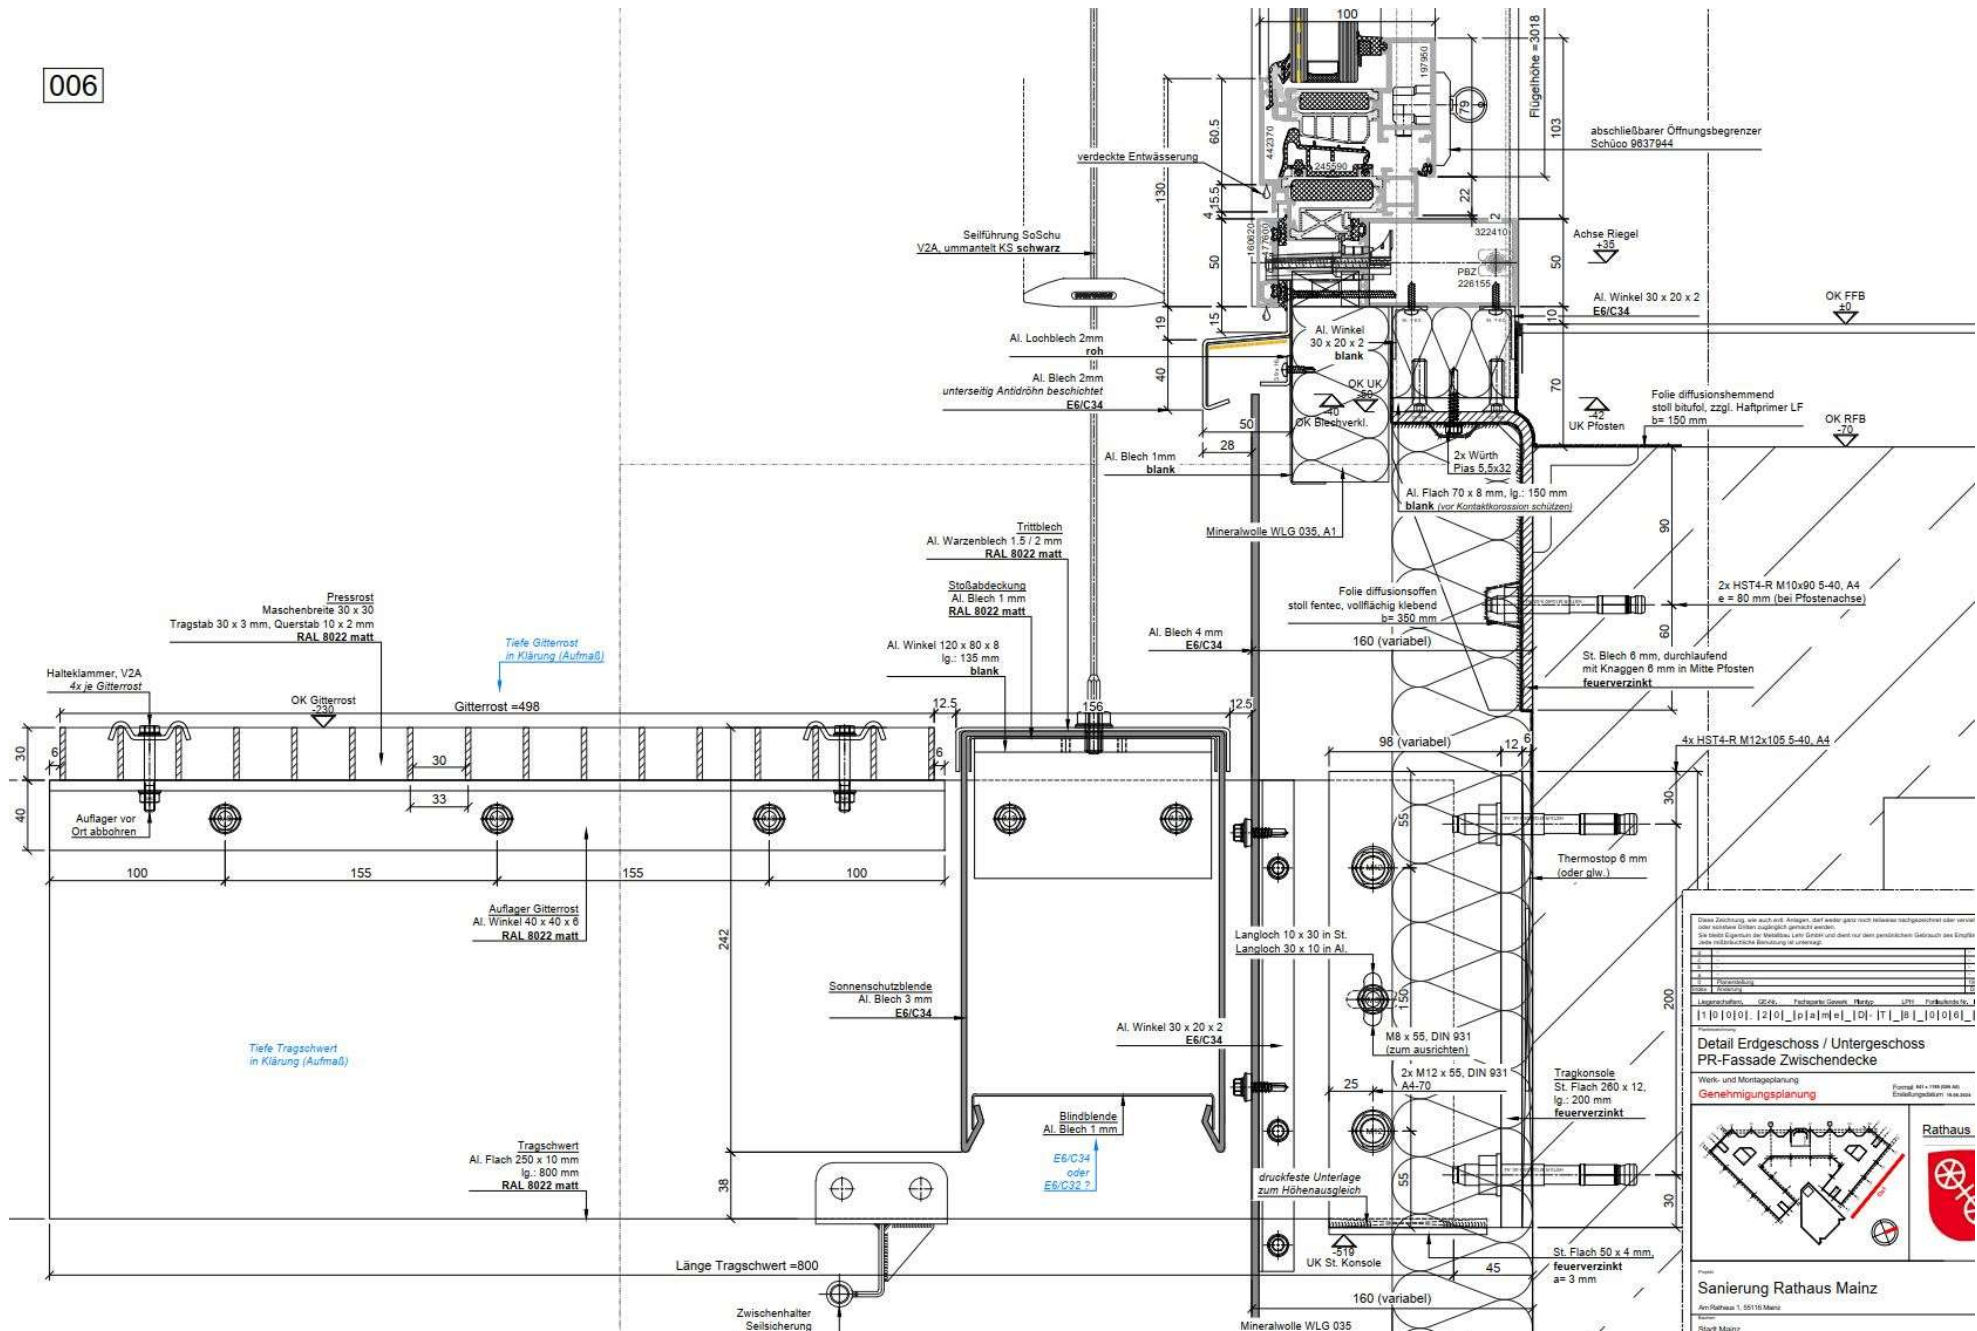 006
100
Flügelhöhe =3018
197950
79
103
60.5
442370
245590
abschließbarer Öffnungsbegrenzer
Schüco 9637944
verdeckte Entwässerung
130
15.5
4
22
2
322410
160620
477600
Seilführung SoSchu
V2A, ummantelt KS schwarz
50
50
PBZ
226155
Achse Riegel
+35
Al. Winkel 30 x 20 x 2
E6/C34
OK FFB
±0
19
15
10
Al. Lochblech 2mm
roh
Al. Winkel
30 x 20 x 2
blank
Al. Blech 2mm
unterseitig Antidröhn beschichtet
E6/C34
40
70
OK UK
-50
-40
OK Blechverkl.
-42
UK Pfosten
Folie diffusionshemmend
stoll bitufol, zzgl. Haftprimer LF
b= 150 mm
OK RFB
-70
50
28
Al. Blech 1mm
blank
2x Würth
Pias 5,5x32
Al. Flach 70 x 8 mm, lg.: 150 mm
blank (vor Kontaktkorossion schützen)
Mineralwolle WLG 035, A1
90
Trittblech
Al. Warzenblech 1.5 / 2 mm
RAL 8022 matt
Stoßabdeckung
Al. Blech 1 mm
RAL 8022 matt
Folie diffusionsoffen
stoll fentec, vollflächig klebend
b= 350 mm
2x HST4-R M10x90 5-40, A4
e = 80 mm (bei Pfostenachse)
60
Pressrost
Maschenbreite 30 x 30
Tragstab 30 x 3 mm, Querstab 10 x 2 mm
RAL 8022 matt
Tiefe Gitterrost
in Klärung (Aufmaß)
Al. Winkel 120 x 80 x 8
lg.: 135 mm
blank
Al. Blech 4 mm
E6/C34
160 (variabel)
St. Blech 6 mm, durchlaufend
mit Knaggen 6 mm in Mitte Pfosten
feuerverzinkt
Halteklammer, V2A
4x je Gitterrost
OK Gitterrost
-230
Gitterrost =498
12.5
156
12.5
98 (variabel)
12
6
4x HST4-R M12x105 5-40, A4
30
6
30
6
33
40
Auflager vor
Ort abbohren
55
30
Thermostop 6 mm
(oder glw.)
100
155
155
100
Auflager Gitterrost
Al. Winkel 40 x 40 x 6
RAL 8022 matt
242
Langloch 10 x 30 in St.
Langloch 30 x 10 in Al.
Sonnenschutzblende
Al. Blech 3 mm
E6/C34
150
200
Al. Winkel 30 x 20 x 2
E6/C34
M8 x 55, DIN 931
(zum ausrichten)
Tiefe Tragschwert
in Klärung (Aufmaß)
2x M12 x 55, DIN 931
A4-70
25
Tragkonsole
St. Flach 260 x 12,
lg.: 200 mm
feuerverzinkt
Blindblende
Al. Blech 1 mm
E6/C34
oder
E6/C32 ?
Tragschwert
Al. Flach 250 x 10 mm
lg.: 800 mm
RAL 8022 matt
38
druckfeste Unterlage
zum Höhenausgleich
55
30
-519
UK St. Konsole
St. Flach 50 x 4 mm,
feuerverzinkt
a= 3 mm
Länge Tragschwert =800
45
160 (variabel)
Zwischenhalter
Seilsicherung
Mineralwolle WLG 035
Detail Erdgeschoss / Untergeschoss
PR-Fassade Zwischendecke
Werk- und Montageplanung
Genehmigungsplanung
Rathaus
Ost
Sanierung Rathaus Mainz
Am Rathaus 1, 55116 Mainz
Stadt Mainz